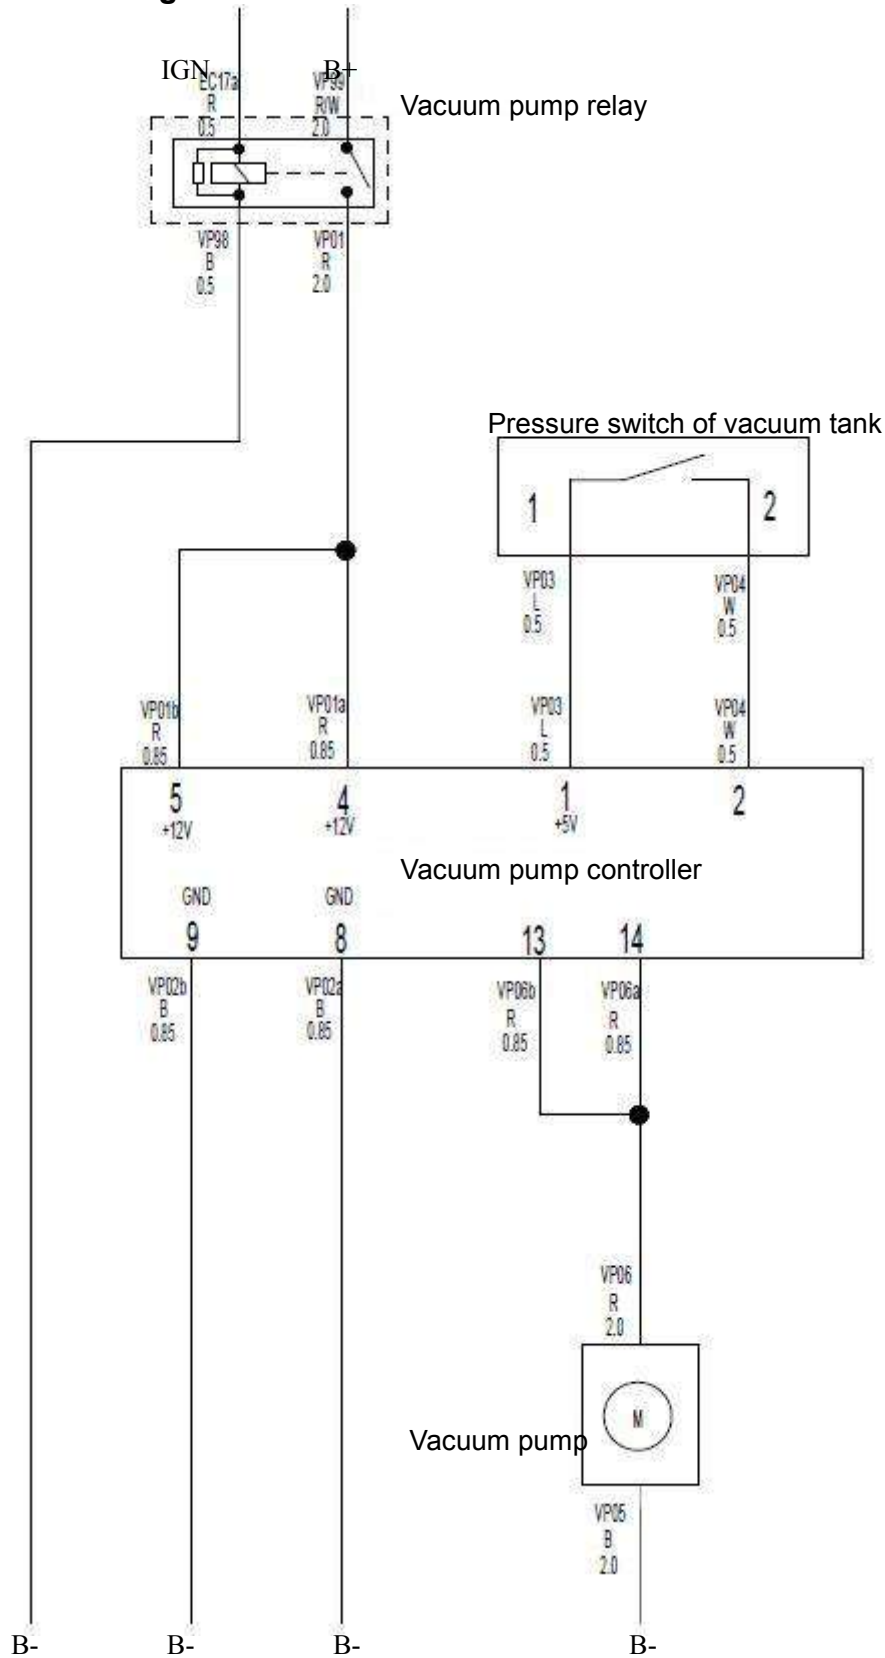 IGN B+
EC17a VP99
R R/W
0.5 2.0
Vacuum pump relay
VP98 VP01
B R
0.5 2.0
Pressure switch of vacuum tank
1 2
VP03 VP04
L W
0.5 0.5
VP01b VP01a VP03 VP04
R R L W
0.85 0.85 0.5 0.5
5 4 1 2
+12V +12V +5V
Vacuum pump controller
GND GND
9 8 13 14
VP02b VP02a VP06b VP06a
B B R R
0.85 0.85 0.85 0.85
VP06
R
2.0
M
Vacuum pump
VP05
B
2.0
B- B- B- B-